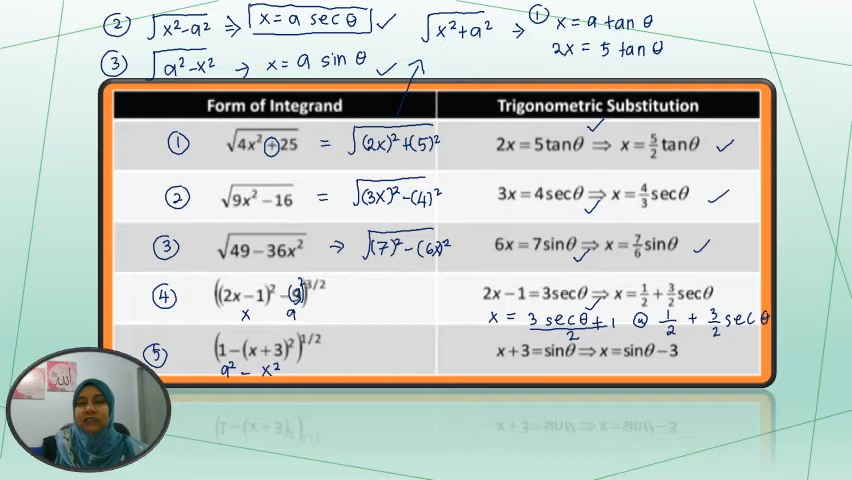 ② √x²-a² ⇒ x = a sec θ ✓ √x²+a² → ① x = a tan θ
2x = 5 tan θ
③ √a²-x² → x = a sin θ ✓
Form of Integrand Trigonometric Substitution
① √4x² + 25 = √(2x)² + (5)² 2x = 5tanθ ⟹ x = 5/2 tanθ ✓
② √9x² − 16 = √(3x)² - (4)² 3x = 4secθ ⟹ x = 4/3 secθ ✓
③ √49 − 36x² → √(7)² - (6x)² 6x = 7sinθ ⟹ x = 7/6 sinθ ✓
④ ((2x−1)² − (3)²)^3/2 2x−1 = 3secθ ⟹ x = 1/2 + 3/2 secθ
x a x = 3 secθ + 1 / 2 @ 1/2 + 3/2 sec θ
⑤ (1−(x+3)²)^1/2 x+3 = sinθ ⟹ x = sinθ − 3
a² - x²